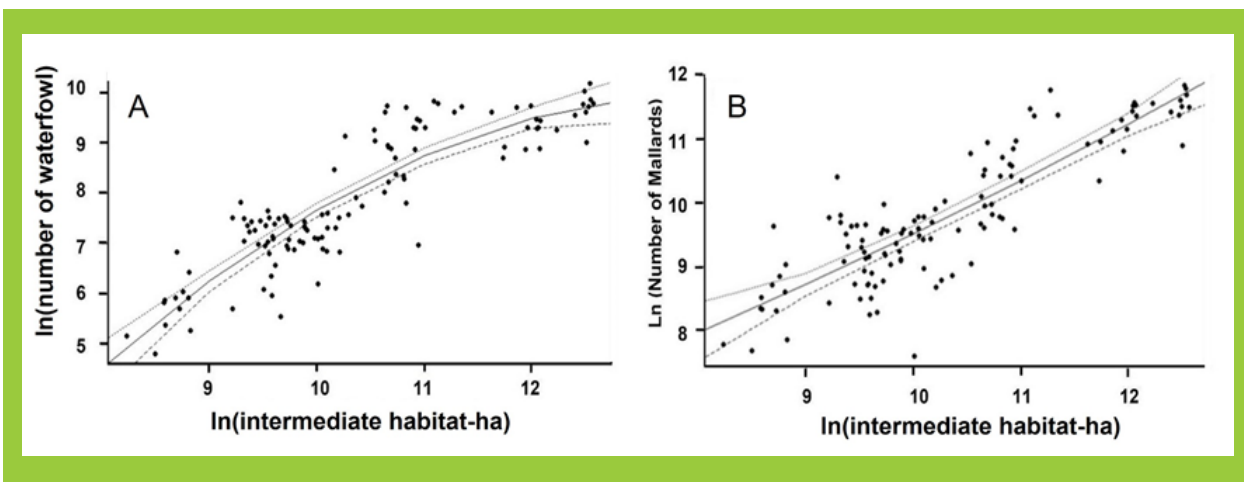 A
ln(number of waterfowl)
10
9
8
7
6
5
9 10 11 12
ln(intermediate habitat-ha)
B
Ln (Number of Mallards)
12
11
10
9
8
9 10 11 12
ln(intermediate habitat-ha)